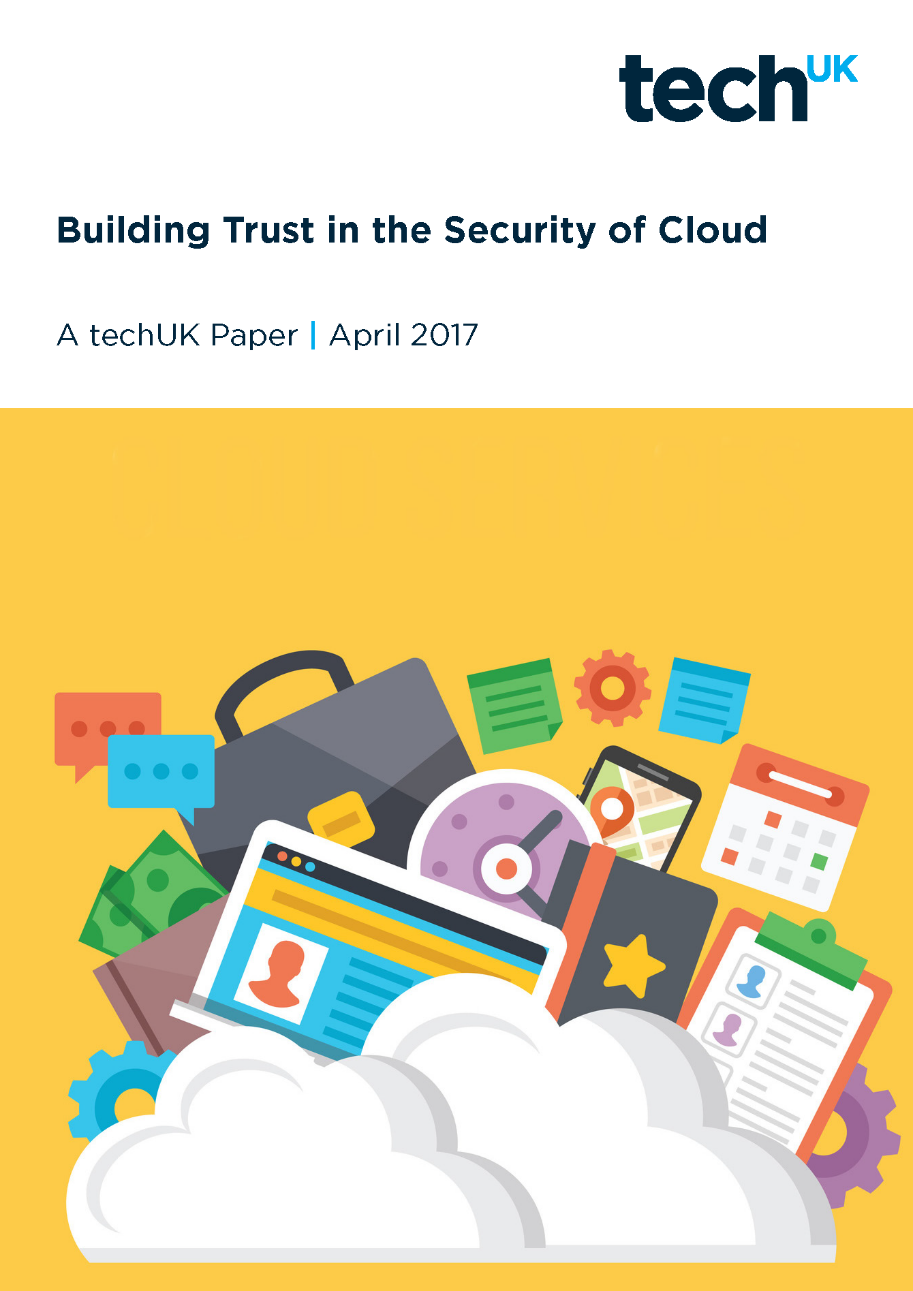 techUK
Building Trust in the Security of Cloud
A techUK Paper | April 2017